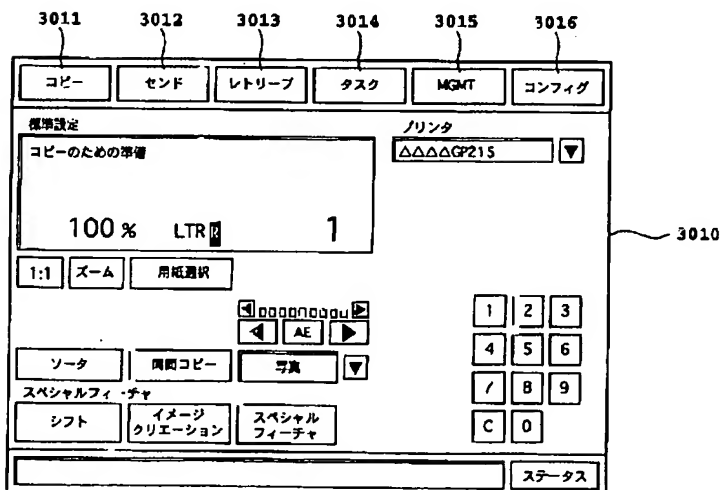 3011 3012 3013 3014 3015 3016
コピー センド レトリーブ タスク MGMT コンフィグ
標準設定 プリンタ
コピーのための準備 △△△△GP215 ▼
100 % LTR R 1
3010
1:1 ズーム 用紙選択
1 2 3
◀ AE ▶
4 5 6
ソータ 両面コピー 写真 ▼
7 8 9
スペシャルフィーチャ
シフト イメージクリエーション スペシャルフィーチャ
C 0
ステータス